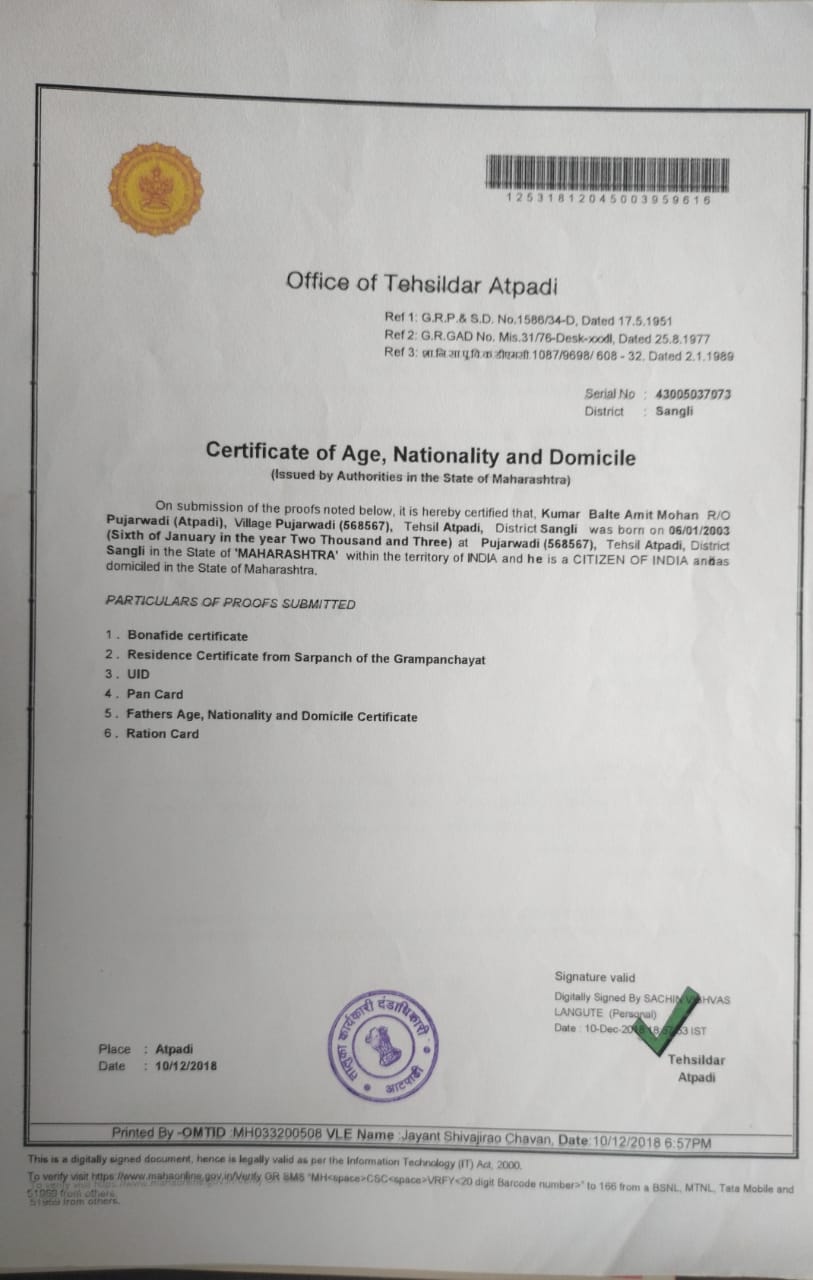 12531812045003959616
Office of Tehsildar Atpadi
Ref 1: G.R.P.& S.D. No.1586/34-D, Dated 17.5.1951
Ref 2: G.R.GAD No. Mis.31/76-Desk-xxxII, Dated 25.8.1977
Ref 3: 1087/9698/ 608 - 32. Dated 2.1.1989
Serial No : 43005037073
District : Sangli
Certificate of Age, Nationality and Domicile
(Issued by Authorities in the State of Maharashtra)
On submission of the proofs noted below, it is hereby certified that, Kumar Balte Amit Mohan R/O
Pujarwadi (Atpadi), Village Pujarwadi (568567), Tehsil Atpadi, District Sangli was born on 06/01/2003
(Sixth of January in the year Two Thousand and Three) at Pujarwadi (568567), Tehsil Atpadi, District
Sangli in the State of 'MAHARASHTRA' within the territory of INDIA and he is a CITIZEN OF INDIA and
domiciled in the State of Maharashtra.
PARTICULARS OF PROOFS SUBMITTED
1 . Bonafide certificate
2 . Residence Certificate from Sarpanch of the Grampanchayat
3 . UID
4 . Pan Card
5 . Fathers Age, Nationality and Domicile Certificate
6 . Ration Card
Signature valid
Digitally Signed By SACHIN
LANGUTE (Personal)
Date : 10-Dec- IST
Tehsildar
Atpadi
तालुका कार्यकारी दंडाधिकारी
आटपाडी
Place : Atpadi
Date : 10/12/2018
Printed By -OMTID :MH033200508 VLE Name :Jayant Shivajirao Chavan, Date:10/12/2018 6:57PM
This is a digitally signed document, hence is legally valid as per the Information Technology (IT) Act, 2000.
To verify visit https://www.mahaonline.gov.in/Verify OR SMS "MH<space>CSC<space>VRFY<20 digit Barcode number>" to 166 from a BSNL, MTNL, Tata Mobile and
51969 from others.